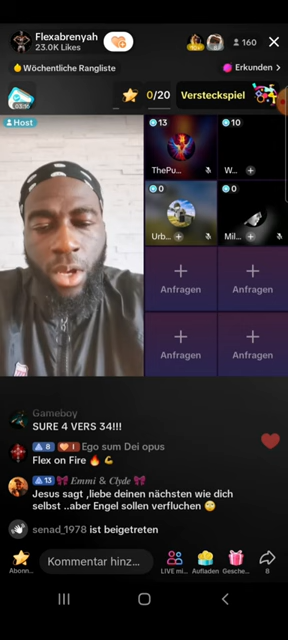 Flexabrenyah
23.0K Likes
160
Wöchentliche Rangliste
Erkunden >
03:16
0/20
Versteckspiel
Host
13
ThePu...
10
W...
0
Urb...
0
Mil...
Anfragen
Anfragen
Anfragen
Anfragen
Gameboy
SURE 4 VERS 34!!!
8 I Ego sum Dei opus
Flex on Fire 🔥 💪
13 🎀 Emmi & Clyde 🎀
Jesus sagt ,liebe deinen nächsten wie dich
selbst ..aber Engel sollen verfluchen 🙄
senad_1978 ist beigetreten
Kommentar hinz...
Abonn..
LIVE mi...
Aufladen
Gesche...
8